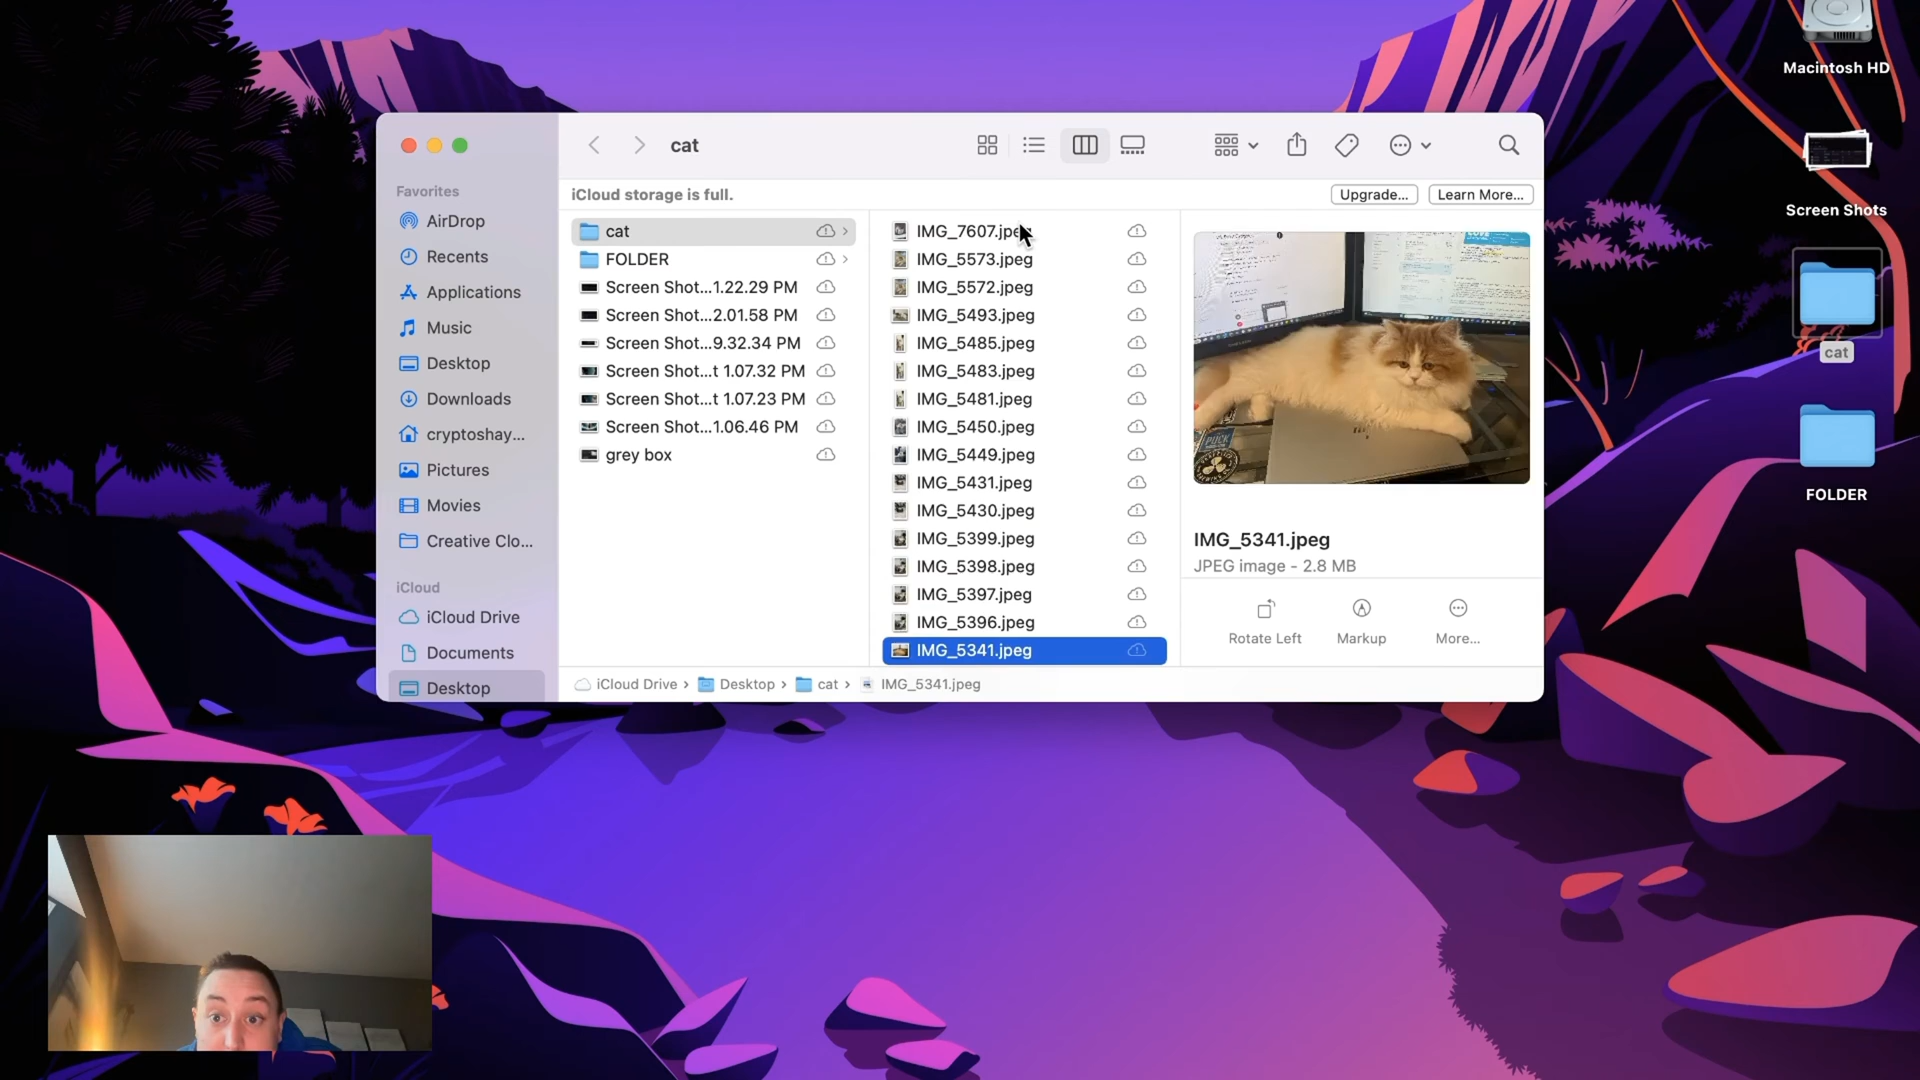 Macintosh HD
cat
Favorites
iCloud storage is full.
Upgrade...
Learn More...
AirDrop
Recents
Applications
Music
Desktop
Downloads
cryptoshay...
Pictures
Movies
Creative Clo...
iCloud
iCloud Drive
Documents
Desktop
cat
FOLDER
Screen Shot...1.22.29 PM
Screen Shot...2.01.58 PM
Screen Shot...9.32.34 PM
Screen Shot...t 1.07.32 PM
Screen Shot...t 1.07.23 PM
Screen Shot...1.06.46 PM
grey box
IMG_7607.jpe
IMG_5573.jpeg
IMG_5572.jpeg
IMG_5493.jpeg
IMG_5485.jpeg
IMG_5483.jpeg
IMG_5481.jpeg
IMG_5450.jpeg
IMG_5449.jpeg
IMG_5431.jpeg
IMG_5430.jpeg
IMG_5399.jpeg
IMG_5398.jpeg
IMG_5397.jpeg
IMG_5396.jpeg
IMG_5341.jpeg
IMG_5341.jpeg
JPEG image - 2.8 MB
Rotate Left
Markup
More...
iCloud Drive › Desktop › cat › IMG_5341.jpeg
Screen Shots
cat
FOLDER